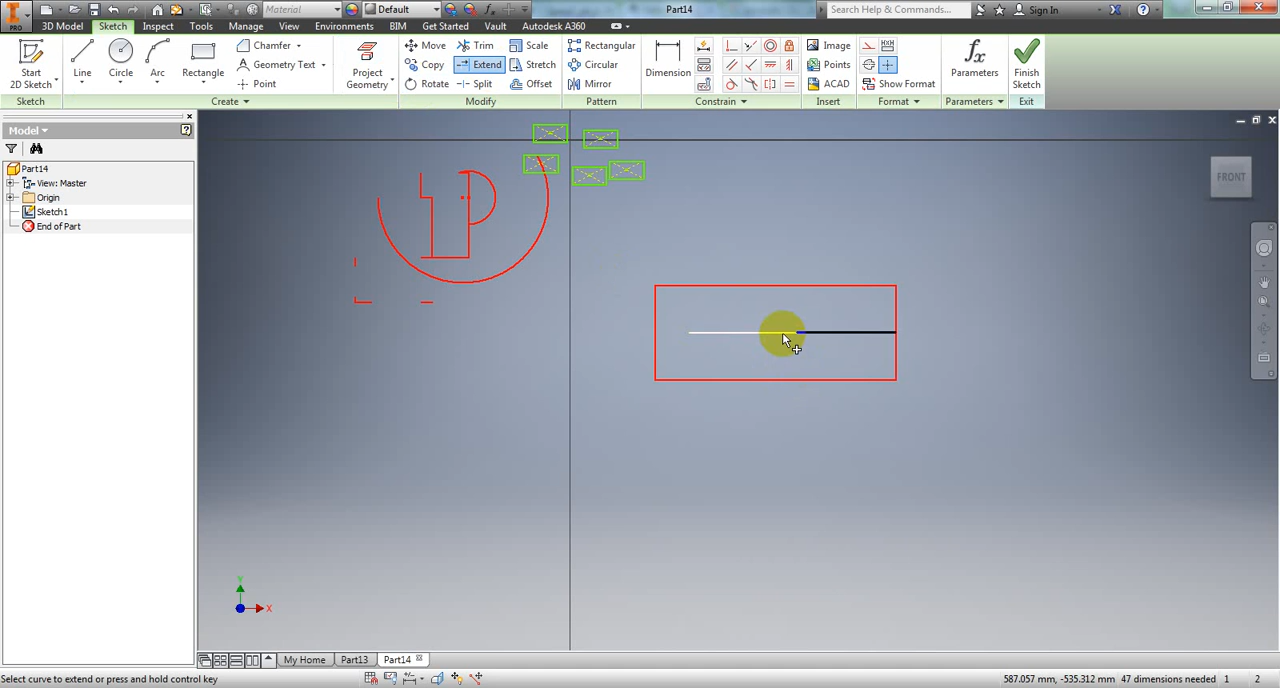 Material
Default
Part14
Search Help & Commands...
Sign In
PRO
3D Model
Sketch
Inspect
Tools
Manage
View
Environments
BIM
Get Started
Vault
Autodesk A360
Start
2D Sketch
Line
Circle
Arc
Rectangle
Chamfer
Geometry Text
Point
Project
Geometry
Move
Copy
Rotate
Trim
Extend
Split
Scale
Stretch
Offset
Rectangular
Circular
Mirror
Dimension
Image
Points
ACAD
Show Format
Parameters
Finish
Sketch
Sketch
Create
Modify
Pattern
Constrain
Insert
Format
Parameters
Exit
Model
Part14
View: Master
Origin
Sketch1
End of Part
FRONT
Y
X
My Home
Part13
Part14
Select curve to extend or press and hold control key
587.057 mm, -535.312 mm
47 dimensions needed
1
2